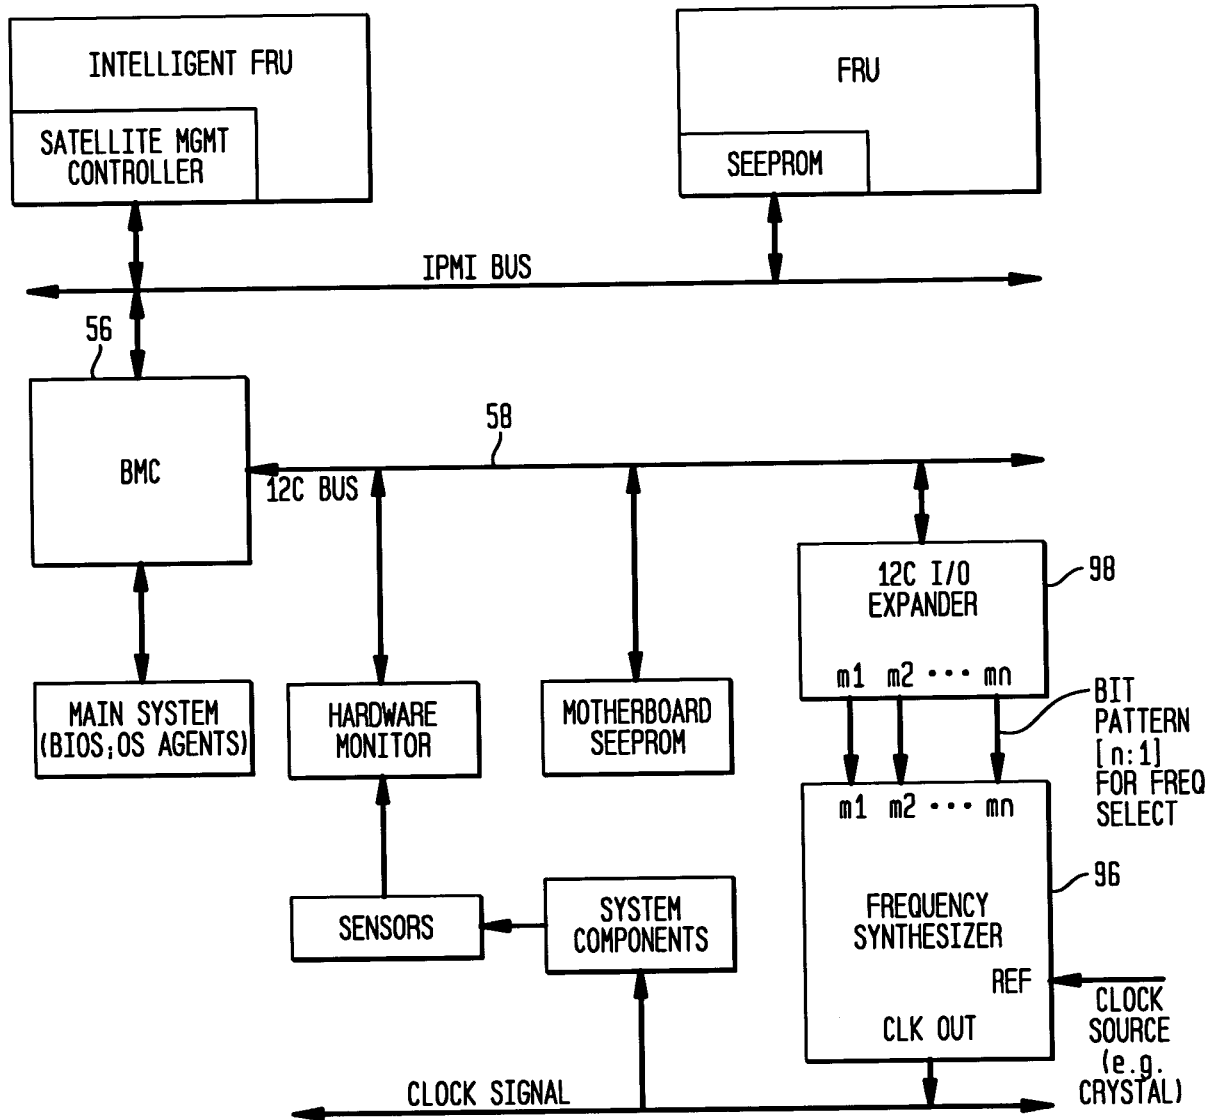 INTELLIGENT FRU
SATELLITE MGMT
CONTROLLER
FRU
SEEPROM
IPMI BUS
56
BMC
58
12C BUS
12C I/O
EXPANDER
98
m1 m2 ••• mn
BIT
PATTERN
[n:1]
FOR FREQ
SELECT
MAIN SYSTEM
(BIOS;OS AGENTS)
HARDWARE
MONITOR
MOTHERBOARD
SEEPROM
m1 m2 ••• mn
96
FREQUENCY
SYNTHESIZER
REF
CLK OUT
CLOCK
SOURCE
(e.g.
CRYSTAL)
SENSORS
SYSTEM
COMPONENTS
CLOCK SIGNAL